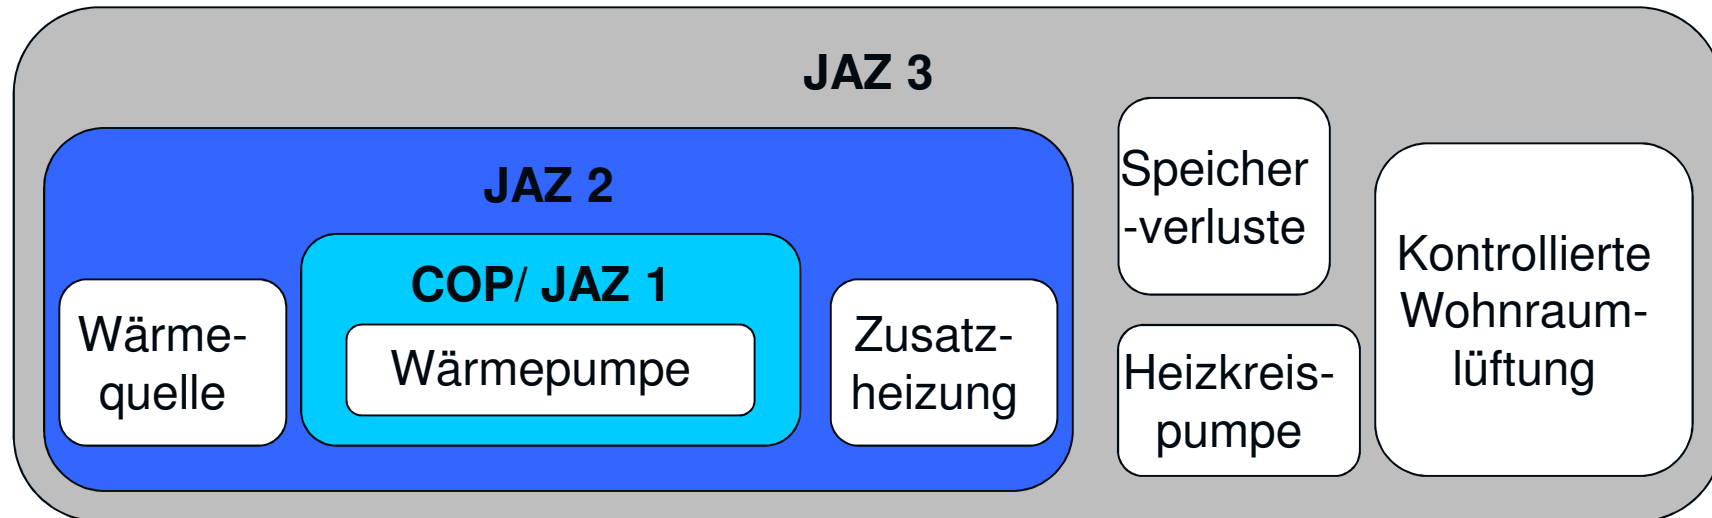 JAZ 3
JAZ 2
COP/ JAZ 1
Wärme-
quelle
Wärmepumpe
Zusatz-
heizung
Speicher
-verluste
Heizkreis-
pumpe
Kontrollierte
Wohnraum-
lüftung